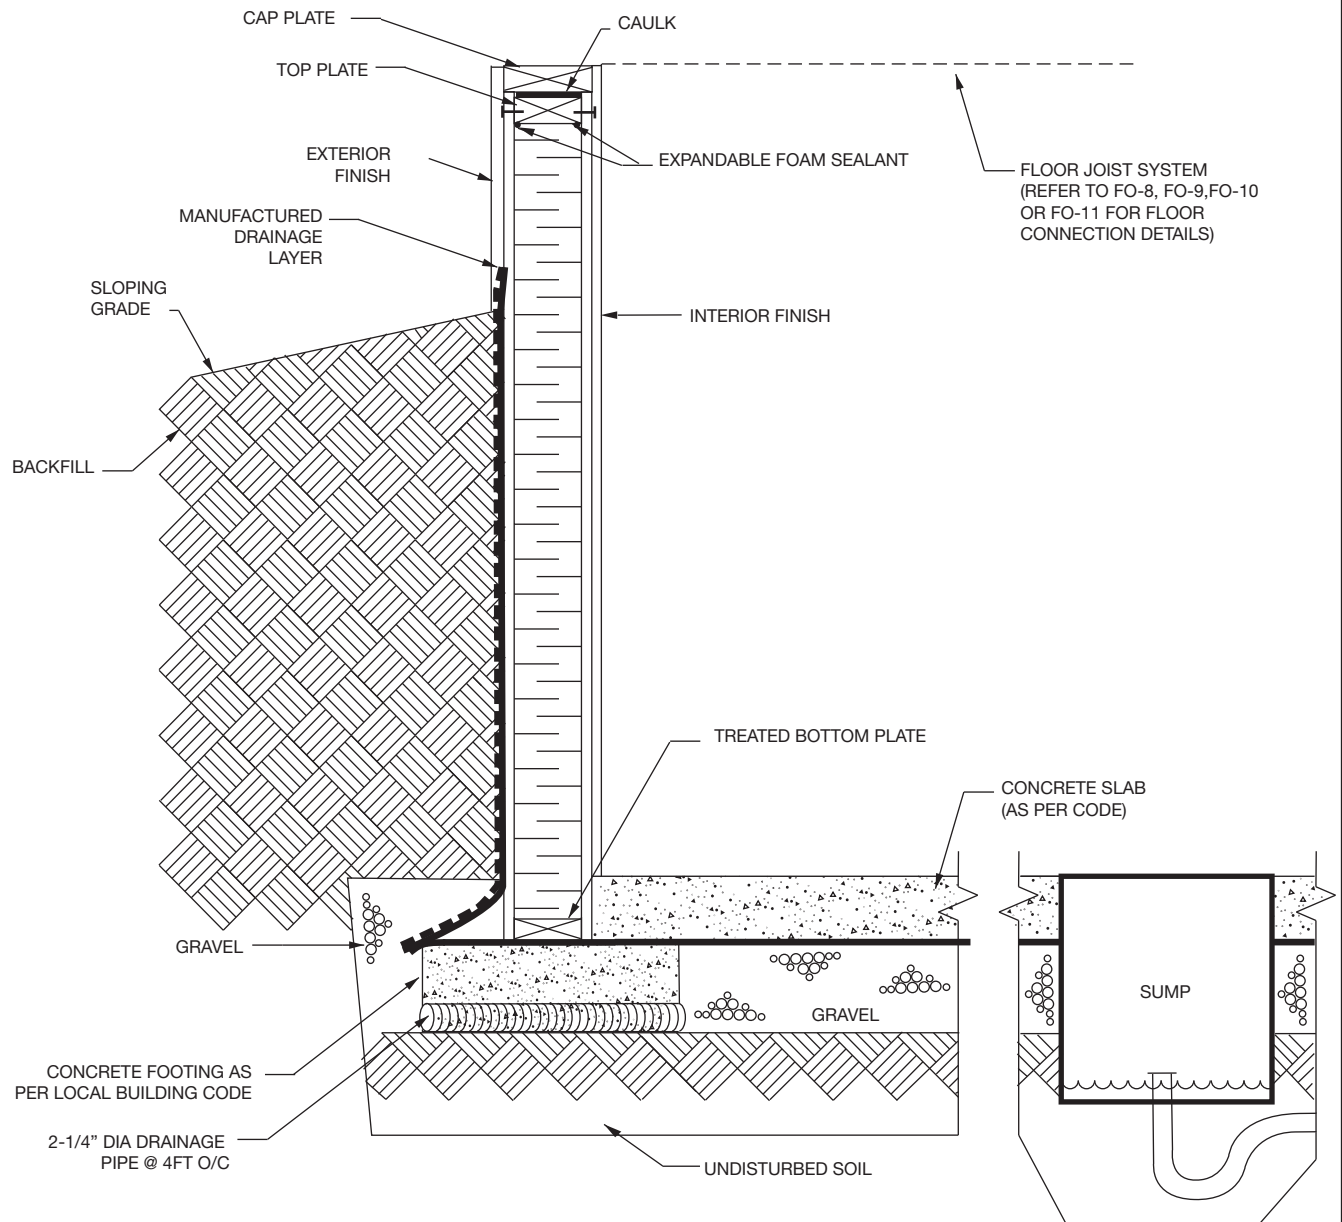 CAP PLATE
CAULK
TOP PLATE
EXPANDABLE FOAM SEALANT
EXTERIOR
FINISH
FLOOR JOIST SYSTEM
(REFER TO FO-8, FO-9,FO-10
OR FO-11 FOR FLOOR
CONNECTION DETAILS)
MANUFACTURED
DRAINAGE
LAYER
SLOPING
GRADE
INTERIOR FINISH
BACKFILL
TREATED BOTTOM PLATE
CONCRETE SLAB
(AS PER CODE)
GRAVEL
SUMP
GRAVEL
CONCRETE FOOTING AS
PER LOCAL BUILDING CODE
2-1/4” DIA DRAINAGE
PIPE @ 4FT O/C
UNDISTURBED SOIL